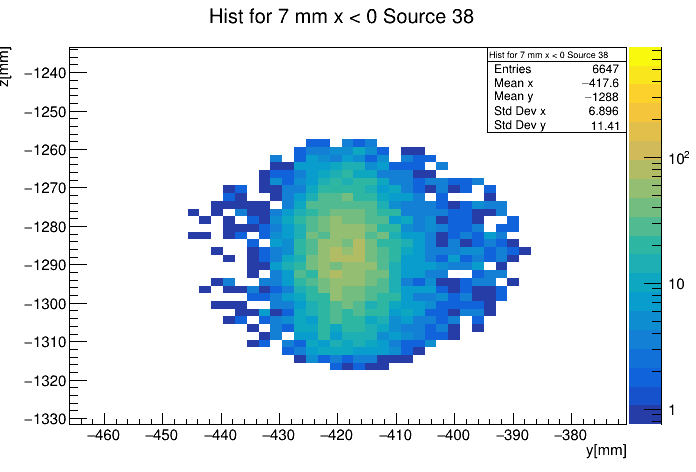 Hist for 7 mm x < 0 Source 38
z[mm]
Hist for 7 mm x < 0 Source 38
Entries 6647
Mean x −417.6
Mean y −1288
Std Dev x 6.896
Std Dev y 11.41
−1240
−1250
−1260
−1270
−1280
−1290
−1300
−1310
−1320
−1330
10²
10
1
−460 −450 −440 −430 −420 −410 −400 −390 −380
y[mm]